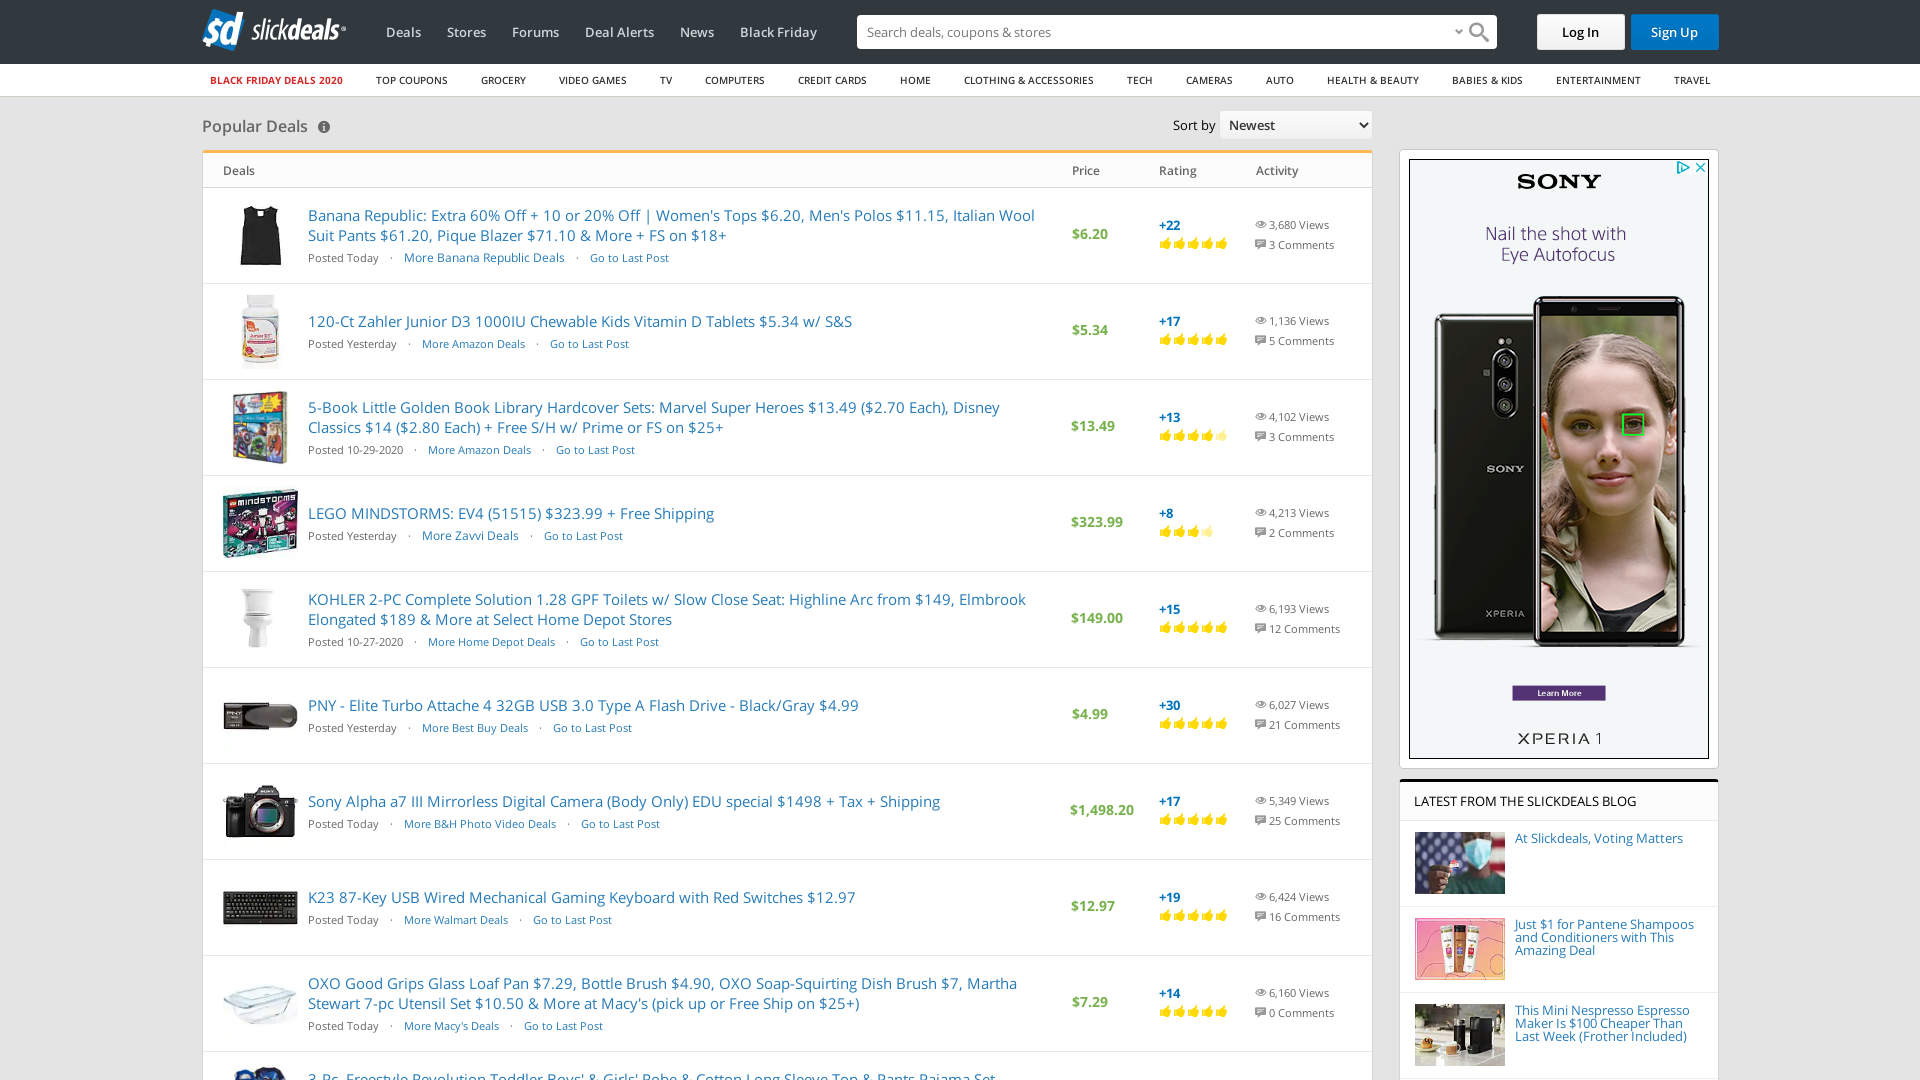 slickdeals
Deals
Stores
Forums
Deal Alerts
News
Black Friday
Search deals, coupons & stores
Log In
Sign Up
BLACK FRIDAY DEALS 2020
TOP COUPONS
GROCERY
VIDEO GAMES
TV
COMPUTERS
CREDIT CARDS
HOME
CLOTHING & ACCESSORIES
TECH
CAMERAS
AUTO
HEALTH & BEAUTY
BABIES & KIDS
ENTERTAINMENT
TRAVEL
Popular Deals
Sort by Newest
Deals Price Rating Activity
Banana Republic: Extra 60% Off + 10 or 20% Off | Women's Tops $6.20, Men's Polos $11.15, Italian Wool
Suit Pants $61.20, Pique Blazer $71.10 & More + FS on $18+
Posted Today · More Banana Republic Deals · Go to Last Post
$6.20
+22
3,680 Views
3 Comments
120-Ct Zahler Junior D3 1000IU Chewable Kids Vitamin D Tablets $5.34 w/ S&S
Posted Yesterday · More Amazon Deals · Go to Last Post
$5.34
+17
1,136 Views
5 Comments
5-Book Little Golden Book Library Hardcover Sets: Marvel Super Heroes $13.49 ($2.70 Each), Disney
Classics $14 ($2.80 Each) + Free S/H w/ Prime or FS on $25+
Posted 10-29-2020 · More Amazon Deals · Go to Last Post
$13.49
+13
4,102 Views
3 Comments
LEGO MINDSTORMS: EV4 (51515) $323.99 + Free Shipping
Posted Yesterday · More Zavvi Deals · Go to Last Post
$323.99
+8
4,213 Views
2 Comments
KOHLER 2-PC Complete Solution 1.28 GPF Toilets w/ Slow Close Seat: Highline Arc from $149, Elmbrook
Elongated $189 & More at Select Home Depot Stores
Posted 10-27-2020 · More Home Depot Deals · Go to Last Post
$149.00
+15
6,193 Views
12 Comments
PNY - Elite Turbo Attache 4 32GB USB 3.0 Type A Flash Drive - Black/Gray $4.99
Posted Yesterday · More Best Buy Deals · Go to Last Post
$4.99
+30
6,027 Views
21 Comments
Sony Alpha a7 III Mirrorless Digital Camera (Body Only) EDU special $1498 + Tax + Shipping
Posted Today · More B&H Photo Video Deals · Go to Last Post
$1,498.20
+17
5,349 Views
25 Comments
K23 87-Key USB Wired Mechanical Gaming Keyboard with Red Switches $12.97
Posted Today · More Walmart Deals · Go to Last Post
$12.97
+19
6,424 Views
16 Comments
OXO Good Grips Glass Loaf Pan $7.29, Bottle Brush $4.90, OXO Soap-Squirting Dish Brush $7, Martha
Stewart 7-pc Utensil Set $10.50 & More at Macy's (pick up or Free Ship on $25+)
Posted Today · More Macy's Deals · Go to Last Post
$7.29
+14
6,160 Views
0 Comments
3-Pc. Freestyle Revolution Toddler Boys' & Girls' Robe & Cotton Long Sleeve Top & Pants Pajama Set
SONY
Nail the shot with
Eye Autofocus
SONY
XPERIA
Learn More
XPERIA 1
LATEST FROM THE SLICKDEALS BLOG
At Slickdeals, Voting Matters
Just $1 for Pantene Shampoos
and Conditioners with This
Amazing Deal
This Mini Nespresso Espresso
Maker Is $100 Cheaper Than
Last Week (Frother Included)